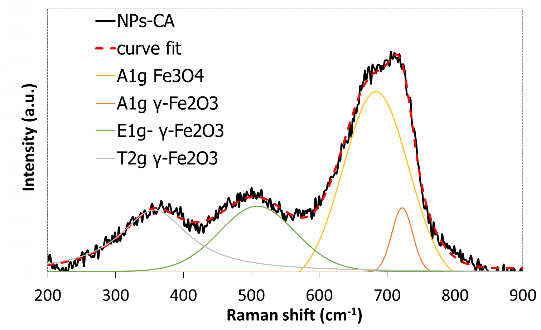 NPs-CA
curve fit
A1g Fe3O4
A1g γ-Fe2O3
E1g- γ-Fe2O3
T2g γ-Fe2O3
Intensity (a.u.)
200 300 400 500 600 700 800 900
Raman shift (cm-1)